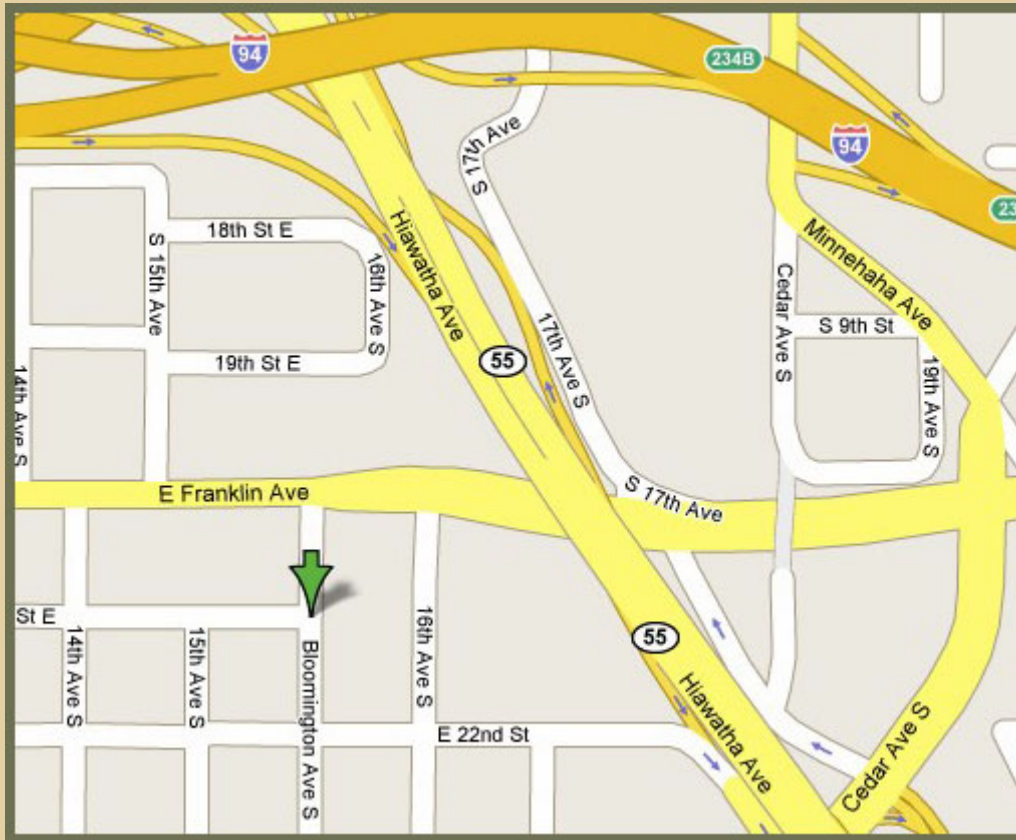 94
234B
94
23
S 17th Ave
Hiawatha Ave
18th St E
S 15th Ave
16th Ave S
19th St E
14th Ave S
55
17th Ave S
Minnehaha Ave
Cedar Ave S
S 9th St
19th Ave S
E Franklin Ave
S 17th Ave
St E
14th Ave S
15th Ave S
Bloomington Ave S
16th Ave S
55
Hiawatha Ave
E 22nd St
Cedar Ave S